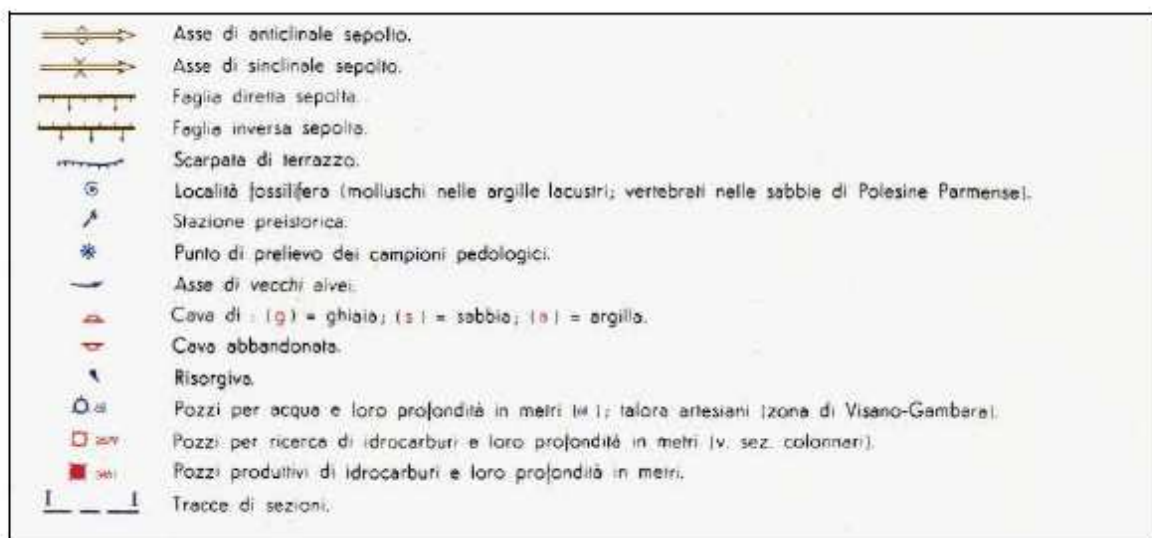 Asse di anticlinale sepolto.
Asse di sinclinale sepolto.
Faglia diretta sepolta.
Faglia inversa sepolta.
Scarpata di terrazzo.
Località fossilifera (molluschi nelle argille lacustri; vertebrati nelle sabbie di Polesine Parmense).
Stazione preistorica.
Punto di prelievo dei campioni pedologici.
Asse di vecchi alvei.
Cava di : (g) = ghiaia; (s) = sabbia; (a) = argilla.
Cava abbandonata.
Risorgiva.
Pozzi per acqua e loro profondità in metri ; talora artesiani (zona di Visano-Gambara).
Pozzi per ricerca di idrocarburi e loro profondità in metri (v. sez. colonnari).
Pozzi produttivi di idrocarburi e loro profondità in metri.
I I Tracce di sezioni.